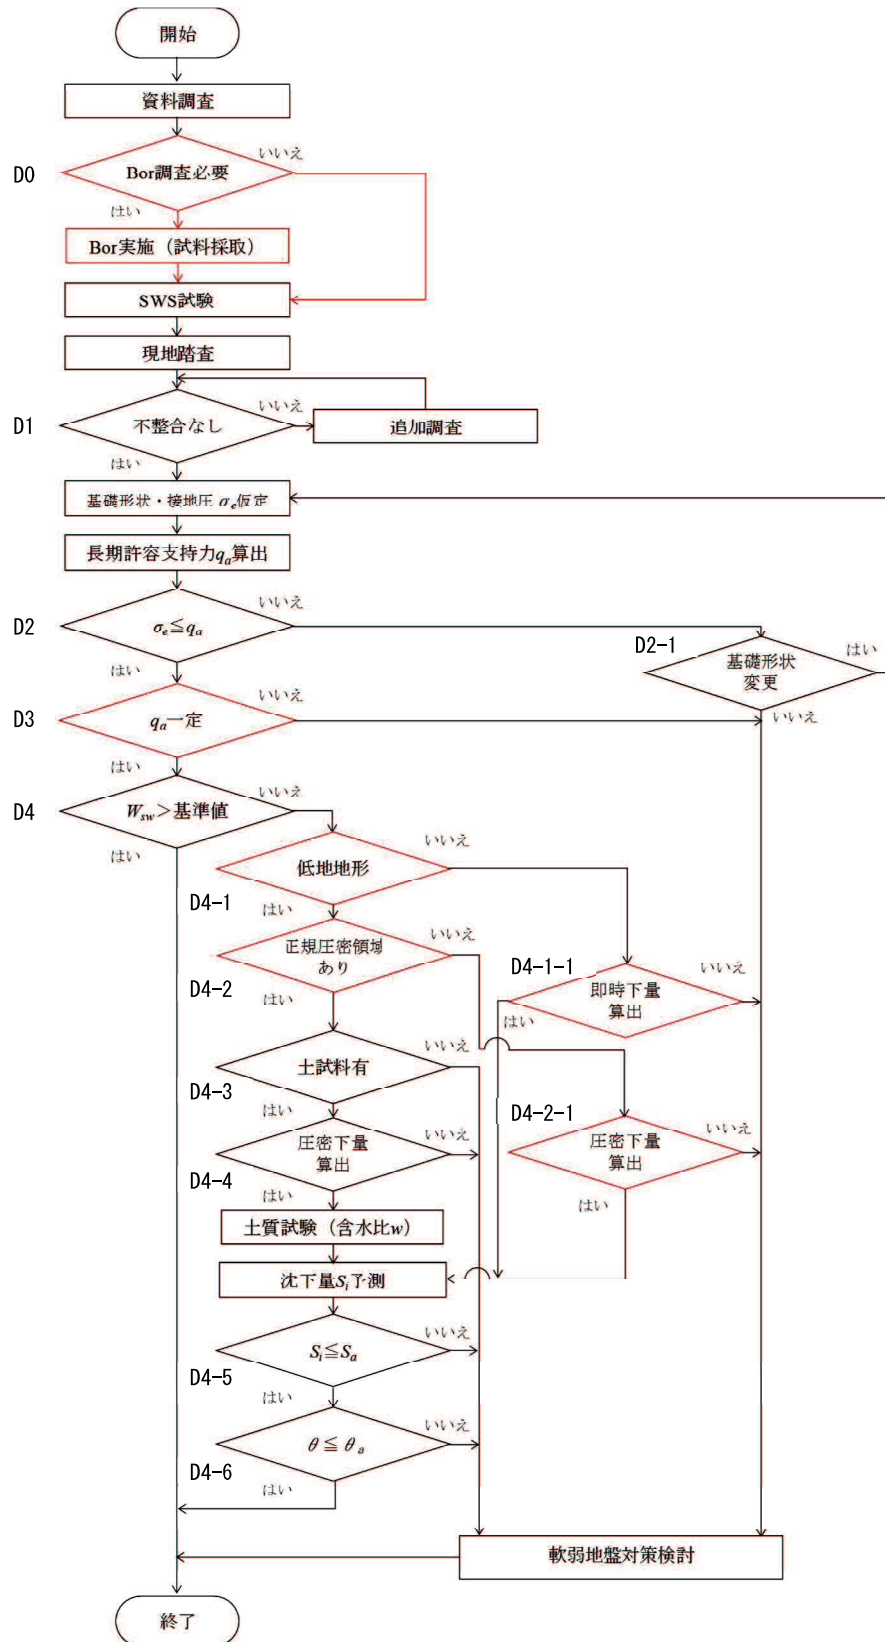 開始
資料調査
D0
Bor調査必要
いいえ
はい
Bor実施（試料採取）
SWS試験
現地踏査
D1
不整合なし
いいえ
追加調査
はい
基礎形状・接地圧 σe仮定
長期許容支持力qa算出
D2
σe≦qa
いいえ
はい
D2-1
基礎形状
変更
はい
いいえ
D3
qa一定
いいえ
はい
D4
Wsw＞基準値
いいえ
はい
低地地形
いいえ
D4-1
はい
正規圧密領域
あり
いいえ
D4-2
はい
D4-1-1
即時下量
算出
いいえ
はい
土試料有
いいえ
D4-3
はい
D4-2-1
圧密下量
算出
いいえ
はい
圧密下量
算出
いいえ
D4-4
はい
土質試験（含水比w）
沈下量Si予測
Si≦Sa
いいえ
D4-5
はい
θ≦θa
いいえ
D4-6
はい
軟弱地盤対策検討
終了